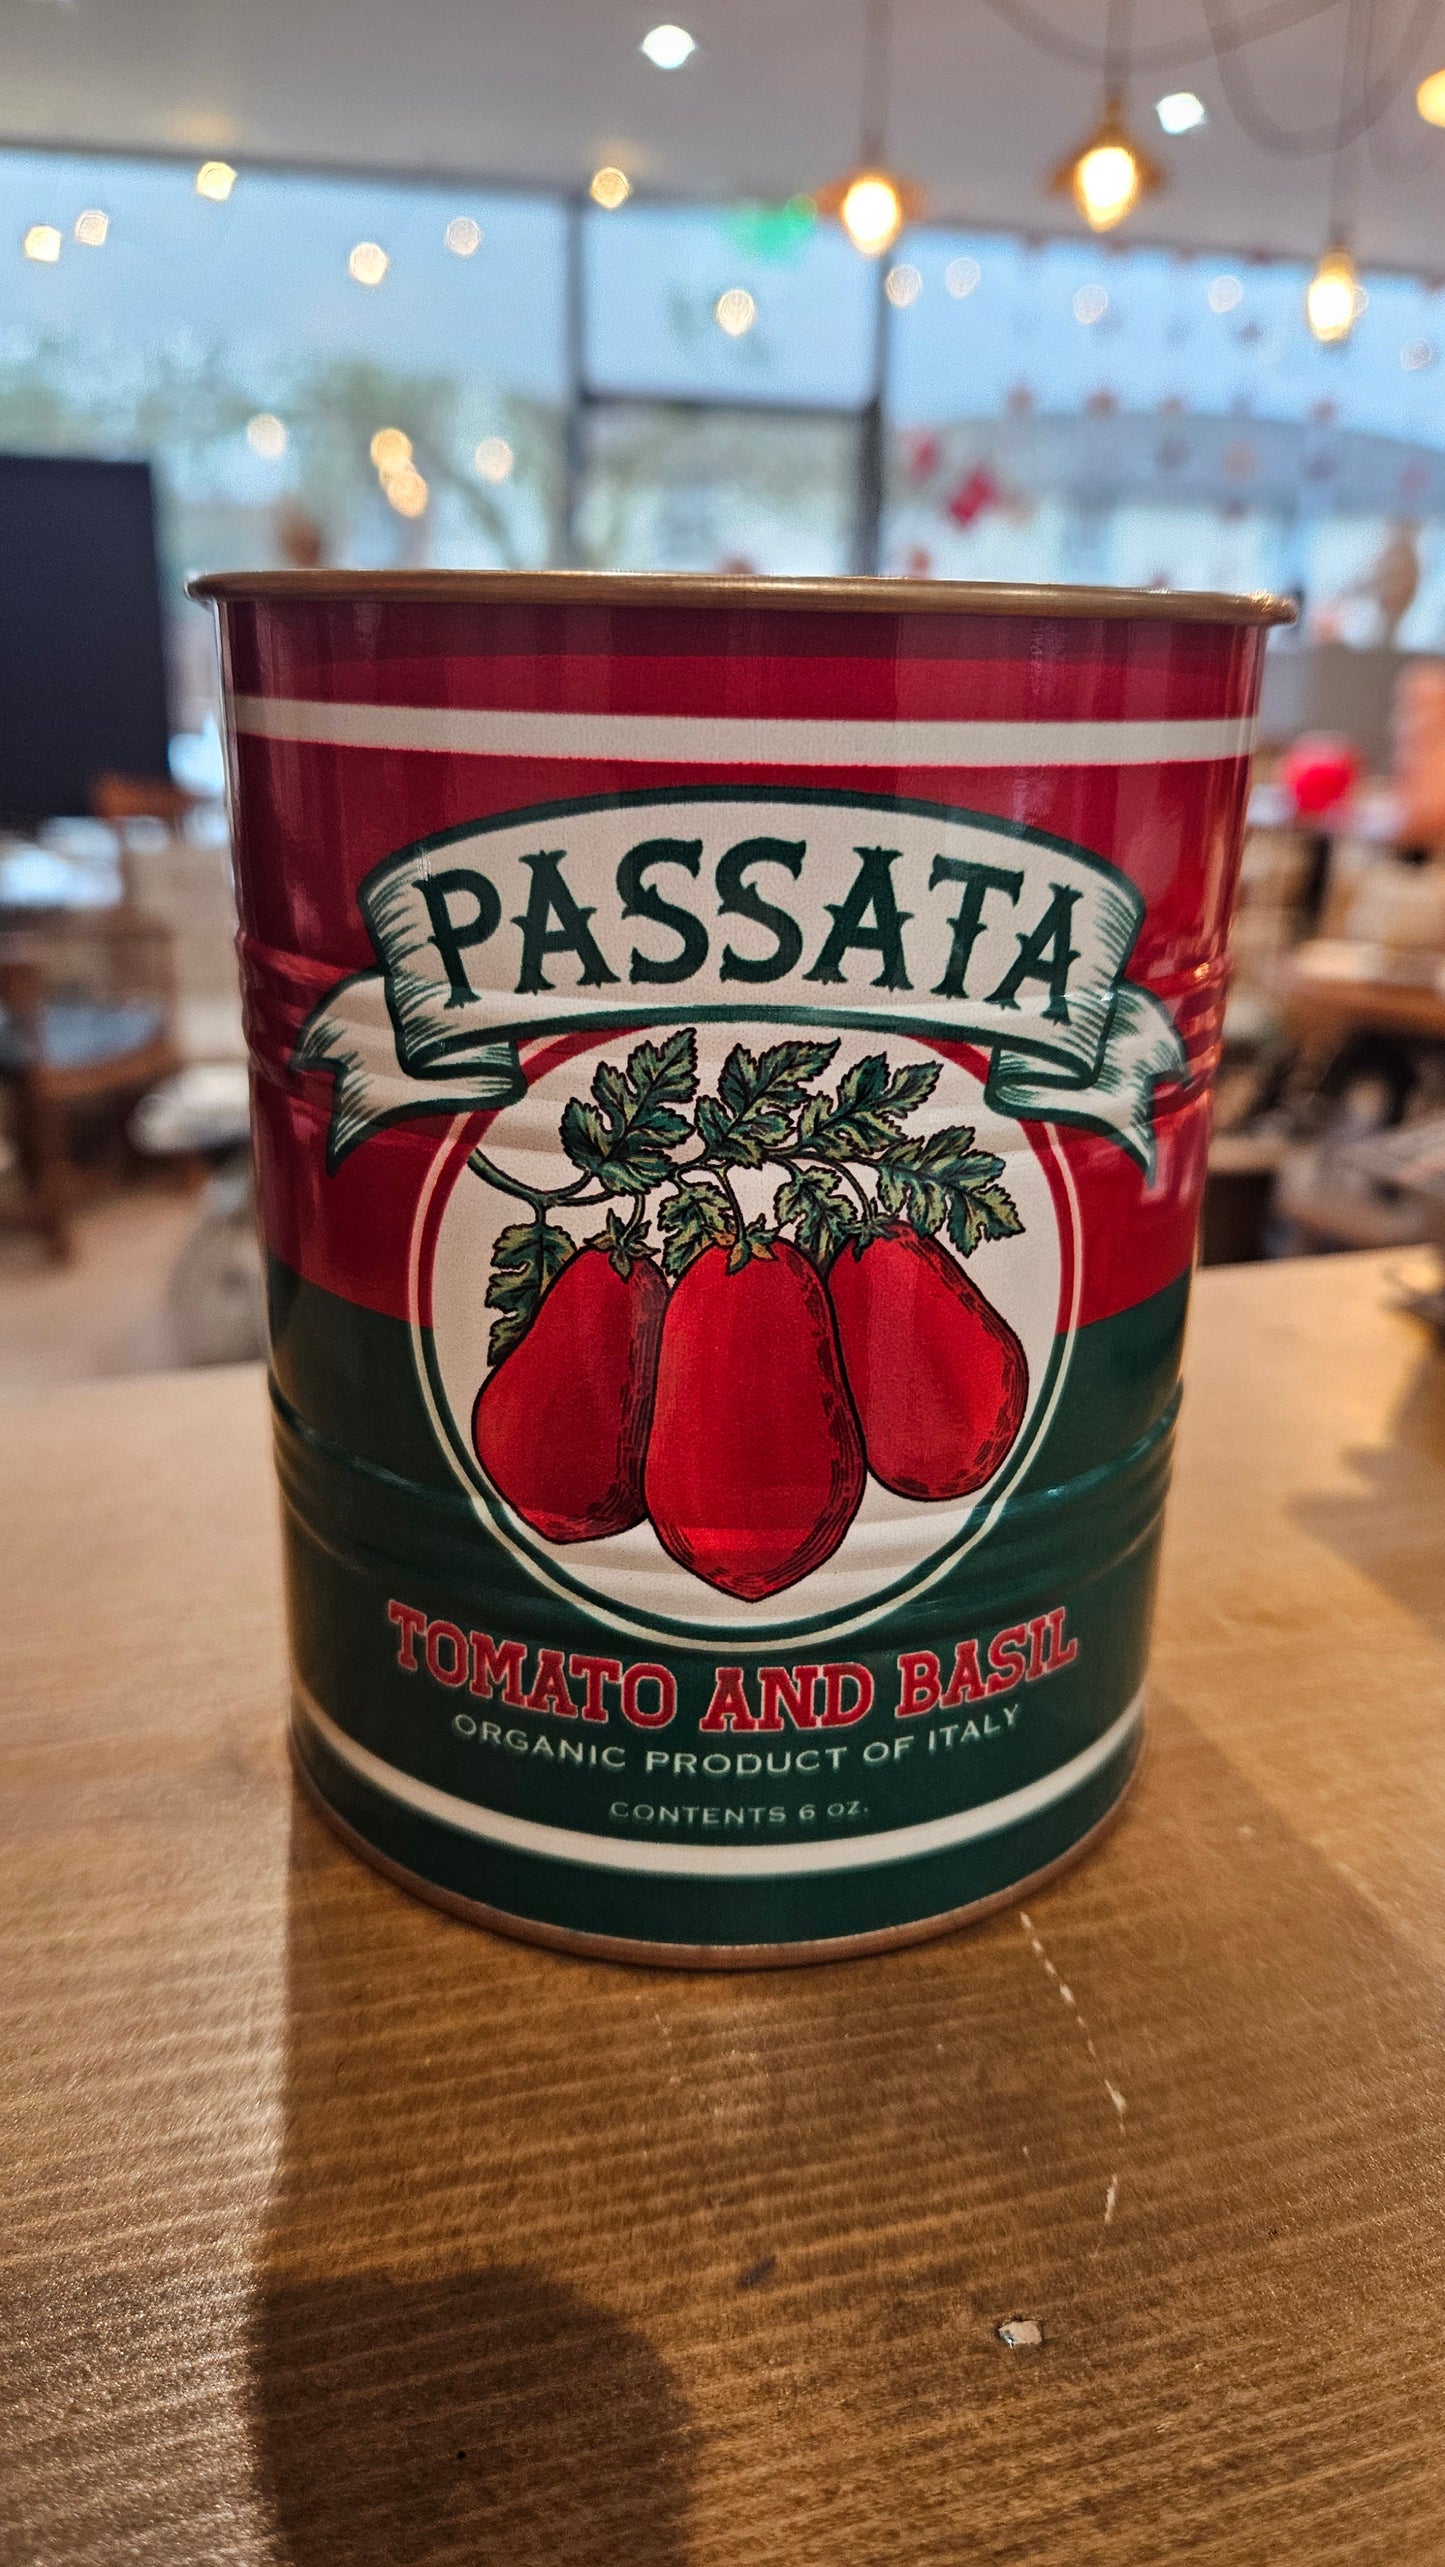 PASSATA
TOMATO AND BASIL
ORGANIC PRODUCT OF ITALY
CONTENTS 6 OZ.